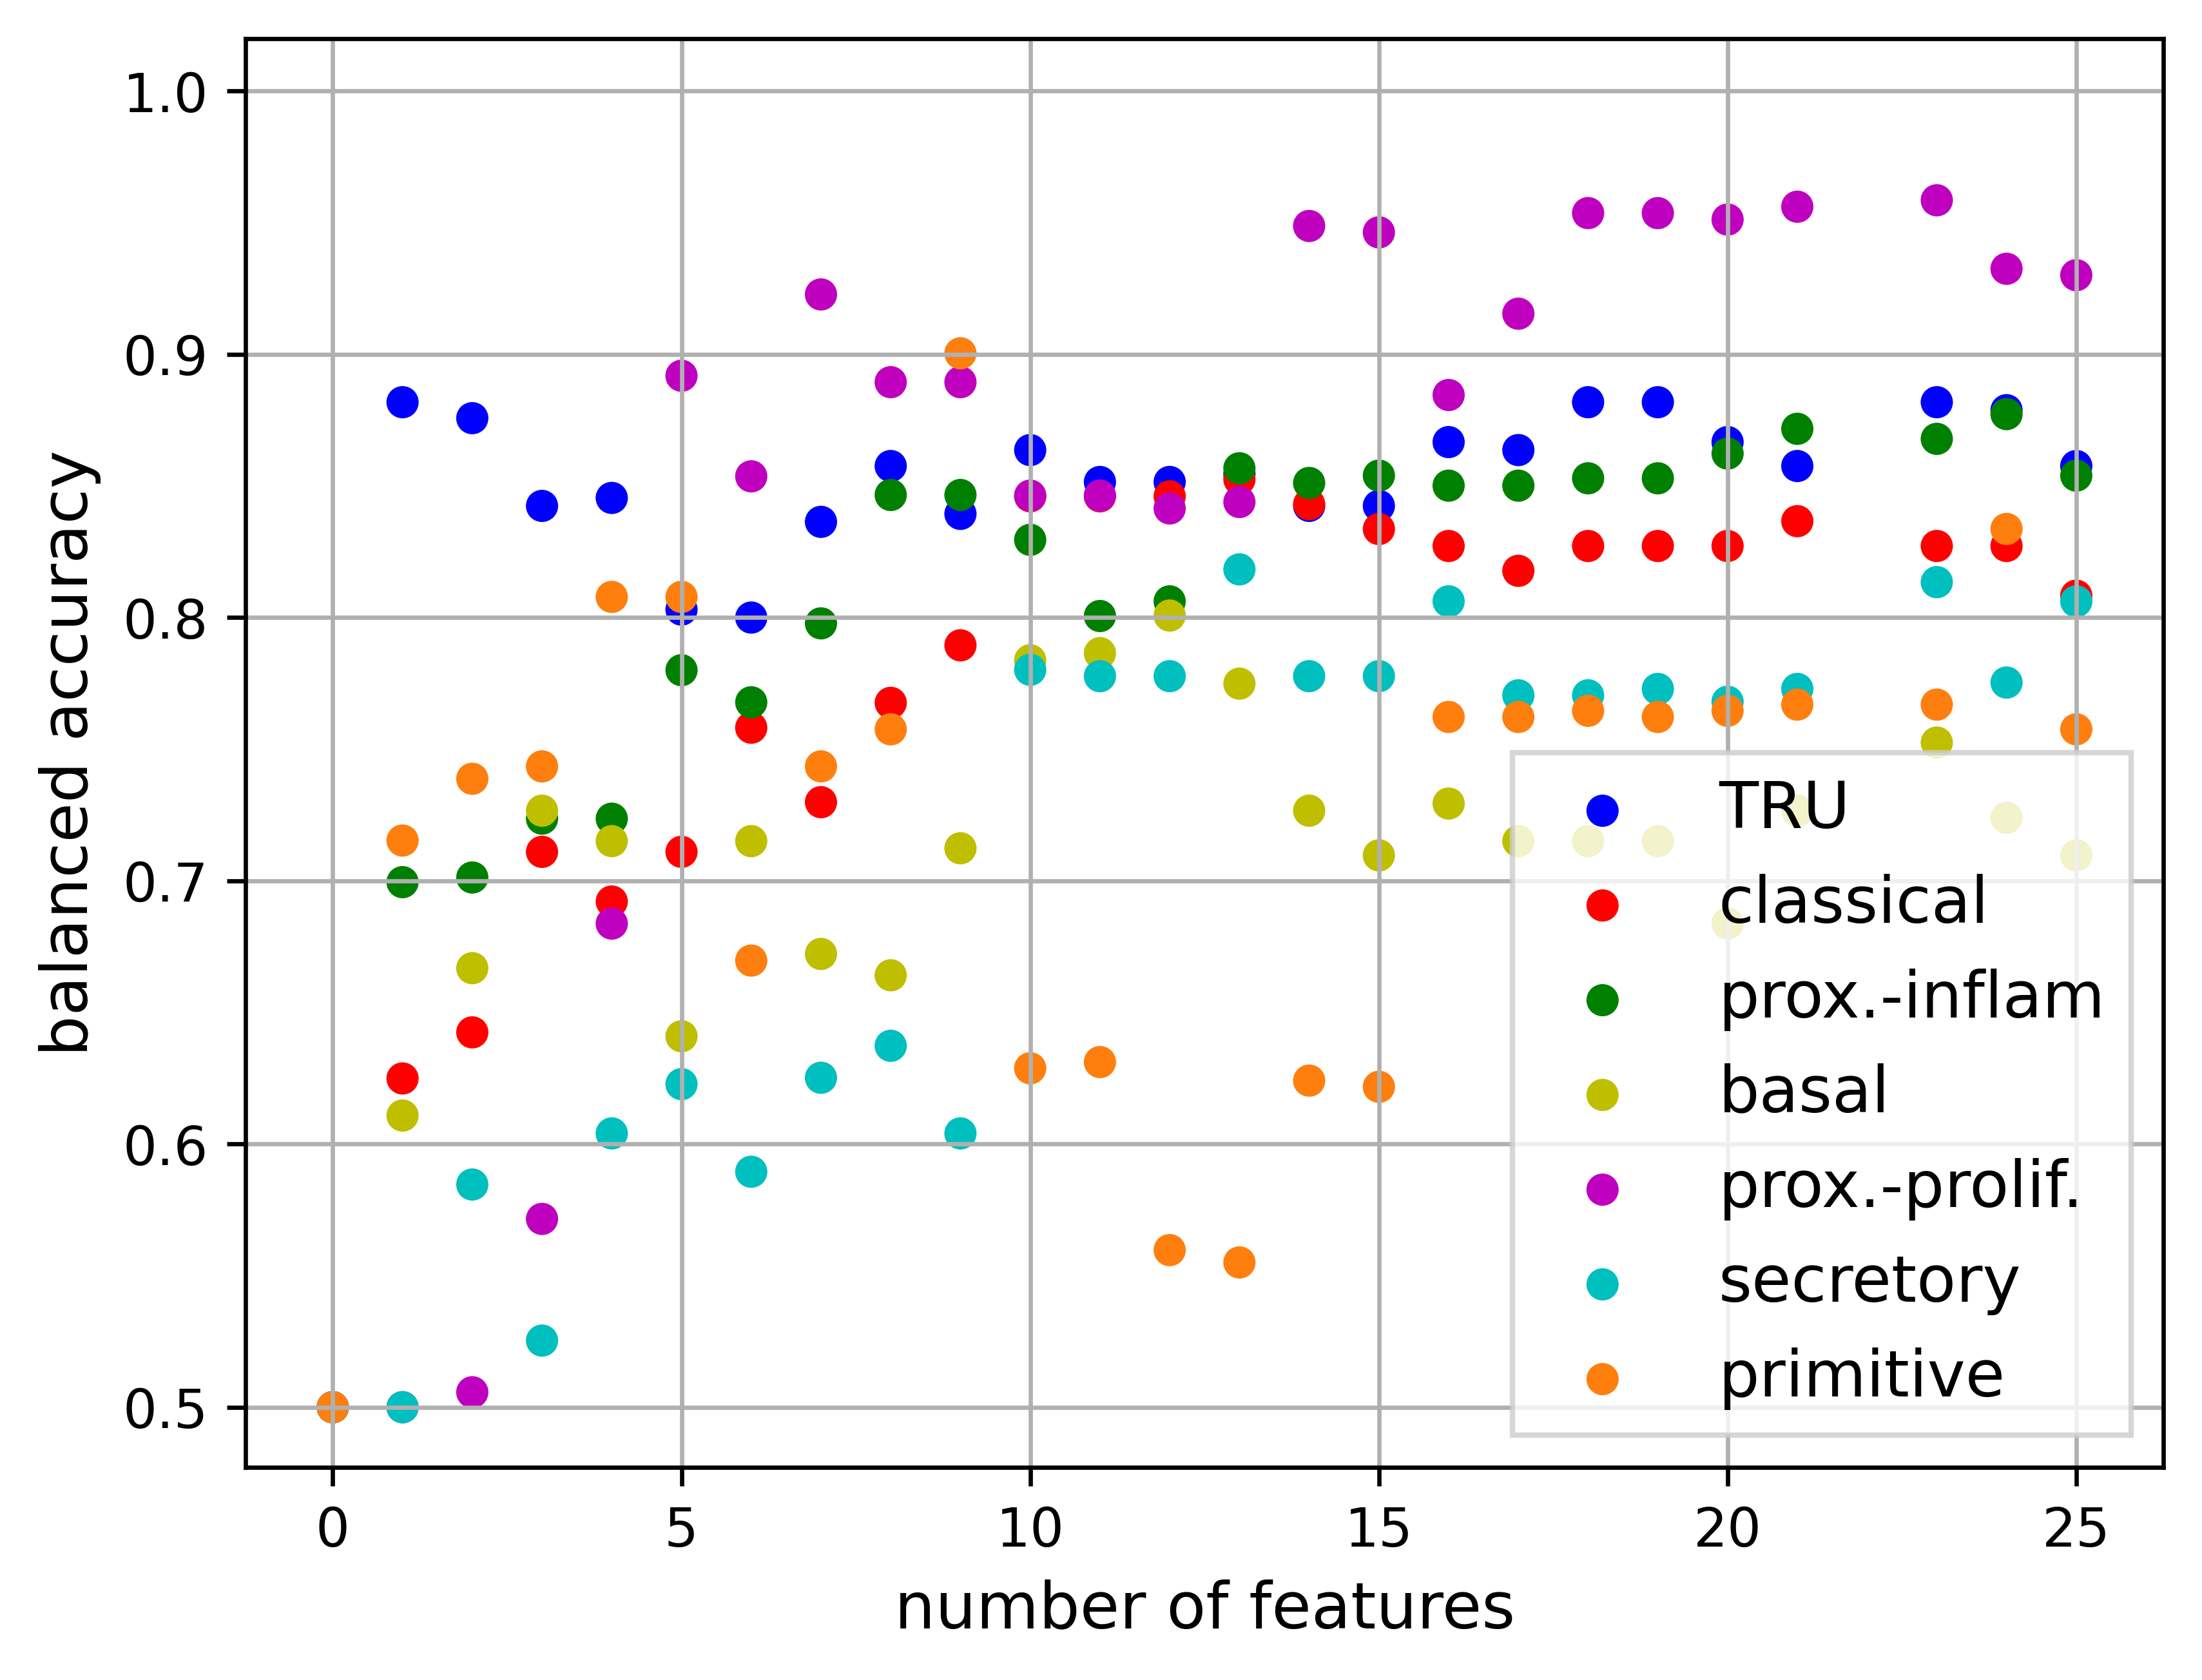 1.0
0.9
0.8
0.7
0.6
0.5
balanced accuracy
TRU
classical
prox.-inflam
basal
prox.-prolif.
secretory
primitive
0 5 10 15 20 25
number of features